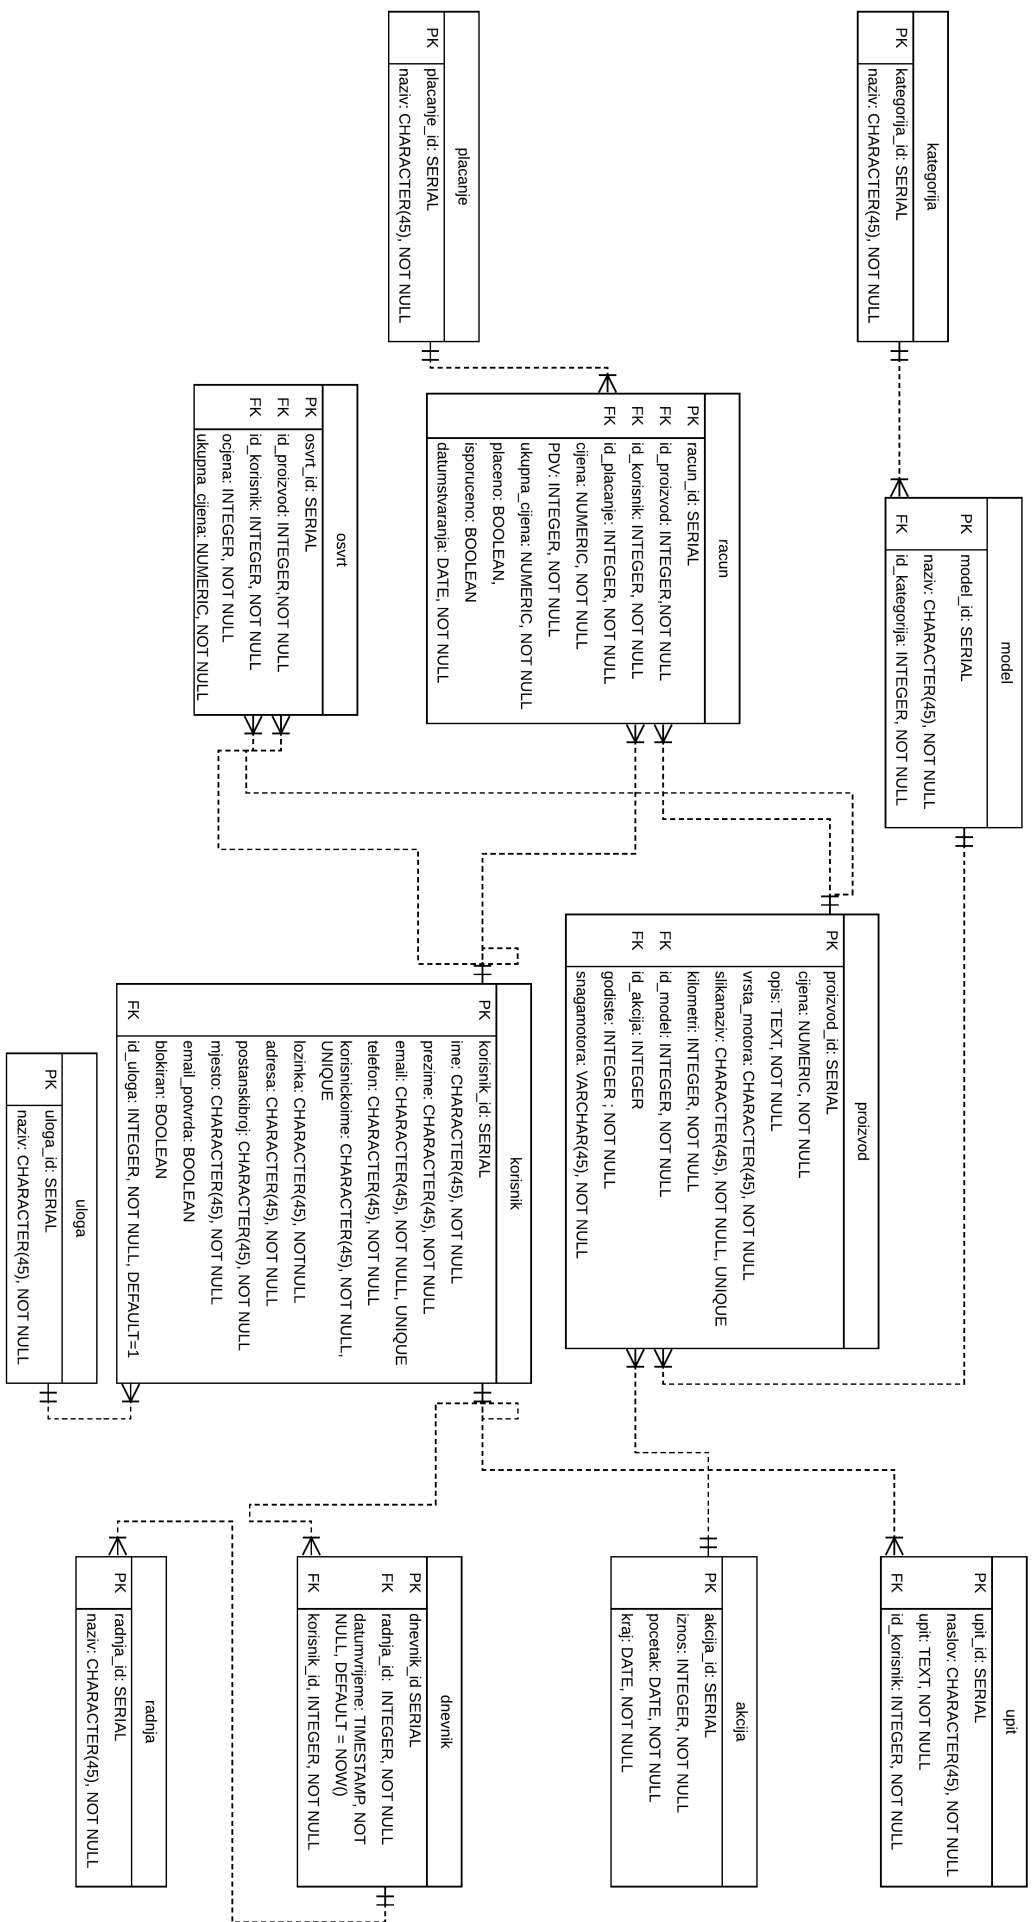 kategorija
PK kategorija_id: SERIAL
naziv: CHARACTER(45), NOT NULL
model
PK model_id: SERIAL
naziv: CHARACTER(45), NOT NULL
FK id_kategorija: INTEGER, NOT NULL
placanje
PK placanje_id: SERIAL
naziv: CHARACTER(45), NOT NULL
racun
PK racun_id: SERIAL
FK id_proizvod: INTEGER,NOT NULL
FK id_korisnik: INTEGER, NOT NULL
FK id_placanje: INTEGER, NOT NULL
cijena: NUMERIC, NOT NULL
PDV: INTEGER, NOT NULL
ukupna_cijena: NUMERIC, NOT NULL
placeno: BOOLEAN,
isporuceno: BOOLEAN
datumstvaranja: DATE, NOT NULL
osvrt
PK osvrt_id: SERIAL
FK id_proizvod: INTEGER,NOT NULL
FK id_korisnik: INTEGER, NOT NULL
ocjena: INTEGER, NOT NULL
ukupna_cijena: NUMERIC, NOT NULL
proizvod
PK proizvod_id: SERIAL
cijena: NUMERIC, NOT NULL
opis: TEXT, NOT NULL
vrsta_motora: CHARACTER(45), NOT NULL
slikanaziv: CHARACTER(45), NOT NULL, UNIQUE
kilometri: INTEGER, NOT NULL
FK id_model: INTEGER, NOT NULL
FK id_akcija: INTEGER
godiste: INTEGER ; NOT NULL
snagamotora: VARCHAR(45), NOT NULL
korisnik
PK korisnik_id: SERIAL
ime: CHARACTER(45), NOT NULL
prezime: CHARACTER(45), NOT NULL
email: CHARACTER(45), NOT NULL, UNIQUE
telefon: CHARACTER(45), NOT NULL
korisnickoime: CHARACTER(45), NOT NULL,
UNIQUE
lozinka: CHARACTER(45), NOTNULL
adresa: CHARACTER(45), NOT NULL
postanskibroj: CHARACTER(45), NOT NULL
mjesto: CHARACTER(45), NOT NULL
email_potvrda: BOOLEAN
blokiran: BOOLEAN
FK id_uloga: INTEGER, NOT NULL, DEFAULT=1
uloga
PK uloga_id: SERIAL
naziv: CHARACTER(45), NOT NULL
upit
PK upit_id: SERIAL
naslov: CHARACTER(45), NOT NULL
upit: TEXT, NOT NULL
FK id_korisnik: INTEGER, NOT NULL
akcija
PK akcija_id: SERIAL
iznos: INTEGER, NOT NULL
pocetak: DATE, NOT NULL
kraj: DATE, NOT NULL
dnevnik
PK dnevnik_id SERIAL
FK radnja_id: INTEGER, NOT NULL
datumvrijeme: TIMESTAMP, NOT
NULL, DEFAULT = NOW()
FK korisnik_id, INTEGER, NOT NULL
radnja
PK radnja_id: SERIAL
naziv: CHARACTER(45), NOT NULL